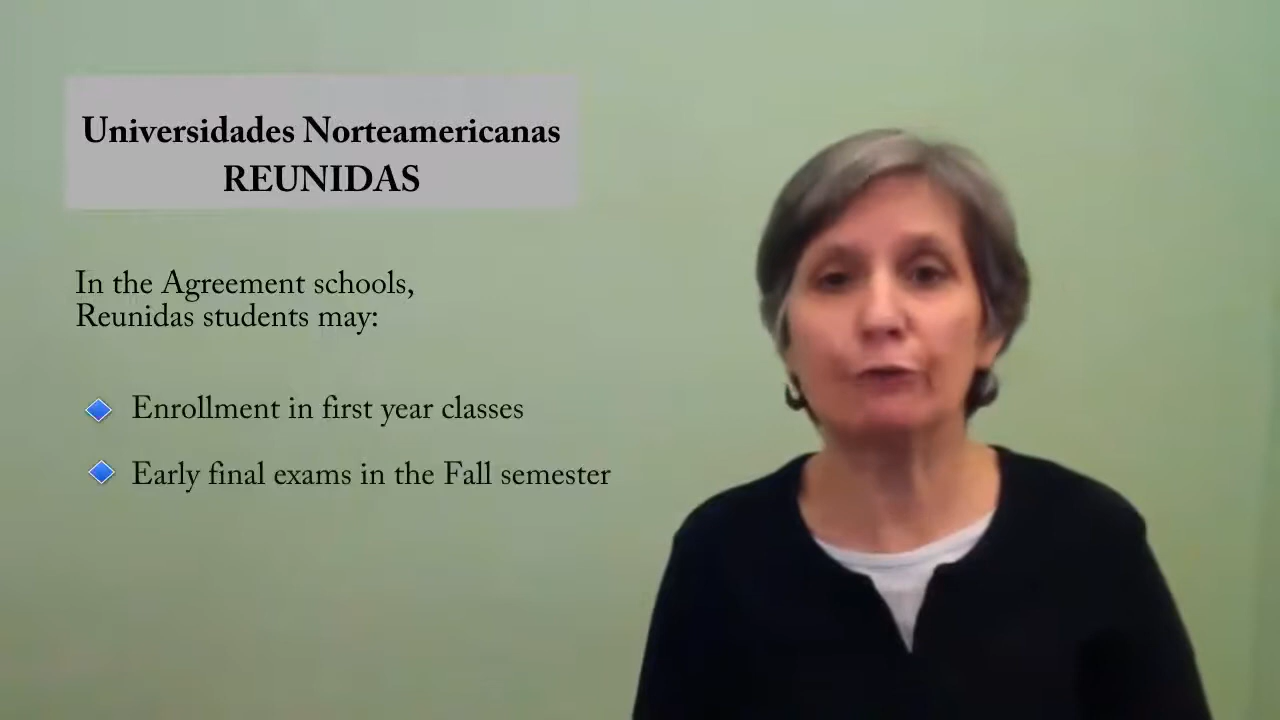 Universidades Norteamericanas
REUNIDAS
In the Agreement schools,
Reunidas students may:
Enrollment in first year classes
Early final exams in the Fall semester